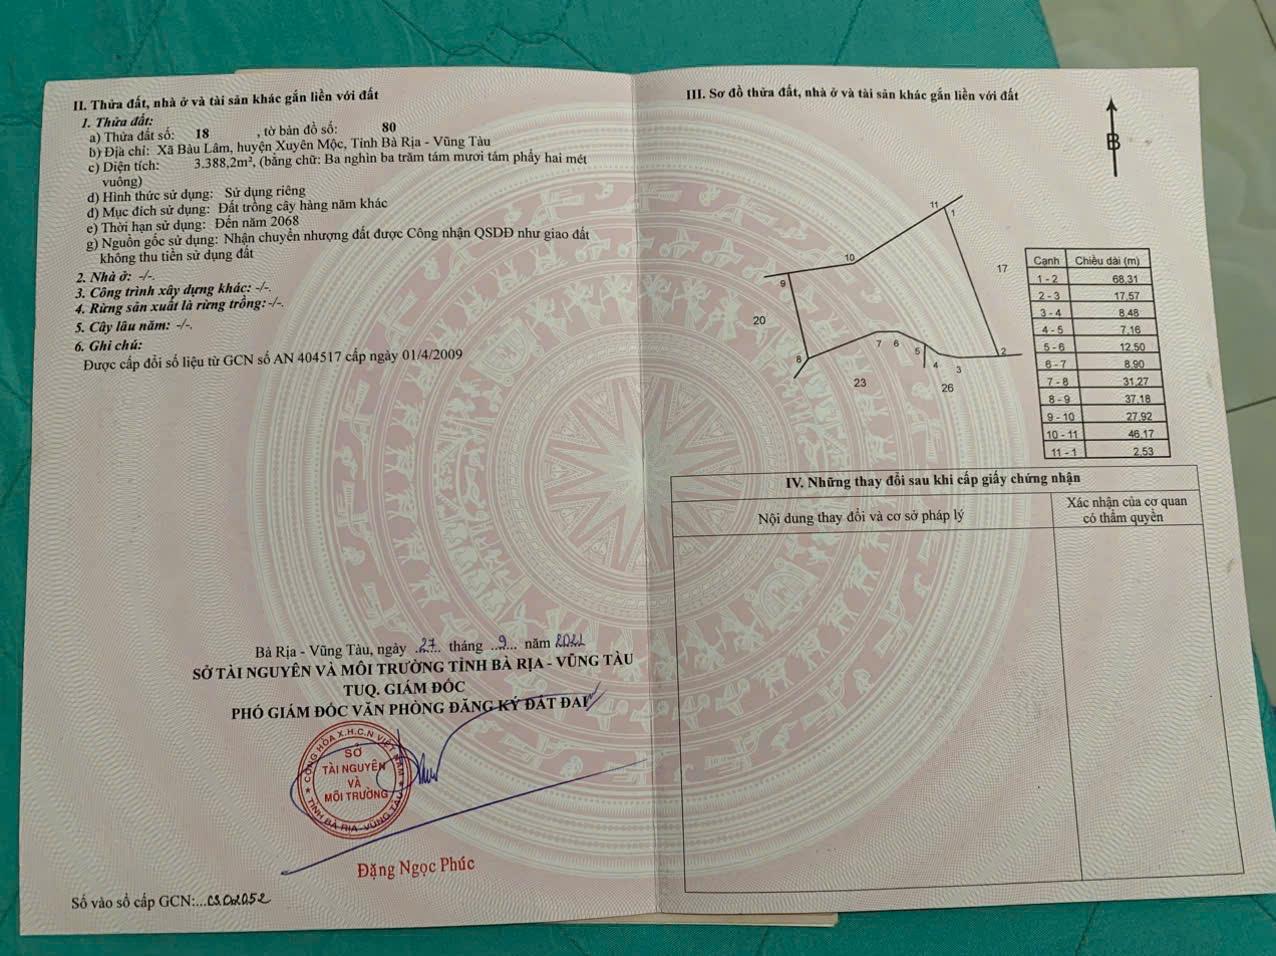 II. Thửa đất, nhà ở và tài sản khác gắn liền với đất
1. Thửa đất:
a) Thửa đất số: 18 , tờ bản đồ số: 80
b) Địa chỉ: Xã Bàu Lâm, huyện Xuyên Mộc, Tỉnh Bà Rịa - Vũng Tàu
c) Diện tích: 3.388,2m², (bằng chữ: Ba nghìn ba trăm tám mươi tám phẩy hai mét
vuông)
d) Hình thức sử dụng: Sử dụng riêng
đ) Mục đích sử dụng: Đất trồng cây hàng năm khác
e) Thời hạn sử dụng: Đến năm 2068
g) Nguồn gốc sử dụng: Nhận chuyển nhượng đất được Công nhận QSDĐ như giao đất
không thu tiền sử dụng đất
2. Nhà ở: -/-.
3. Công trình xây dựng khác: -/-.
4. Rừng sản xuất là rừng trồng: -/-.
5. Cây lâu năm: -/-.
6. Ghi chú:
Được cấp đổi số liệu từ GCN số AN 404517 cấp ngày 01/4/2009
Bà Rịa - Vũng Tàu, ngày 27 tháng 9 năm
SỞ TÀI NGUYÊN VÀ MÔI TRƯỜNG TỈNH BÀ RỊA - VŨNG TÀU
TUQ. GIÁM ĐỐC
PHÓ GIÁM ĐỐC VĂN PHÒNG ĐĂNG KÝ ĐẤT ĐAI
CỘNG HÒA X.H.C.N VIỆT NAM
SỞ
TÀI NGUYÊN
VÀ
MÔI TRƯỜNG
TỈNH BÀ RỊA-VŨNG TÀU
Đặng Ngọc Phúc
Số vào sổ cấp GCN:
III. Sơ đồ thửa đất, nhà ở và tài sản khác gắn liền với đất
B
11
1
10
17
9
20
8
7 6
5
4
3
2
23
26
Cạnh Chiều dài (m)
1 - 2 68,31
2 - 3 17,57
3 - 4 8,48
4 - 5 7,16
5 - 6 12,50
6 - 7 8,90
7 - 8 31,27
8 - 9 37,18
9 - 10 27,92
10 - 11 46,17
11 - 1 2,53
IV. Những thay đổi sau khi cấp giấy chứng nhận
Nội dung thay đổi và cơ sở pháp lý
Xác nhận của cơ quan
có thẩm quyền